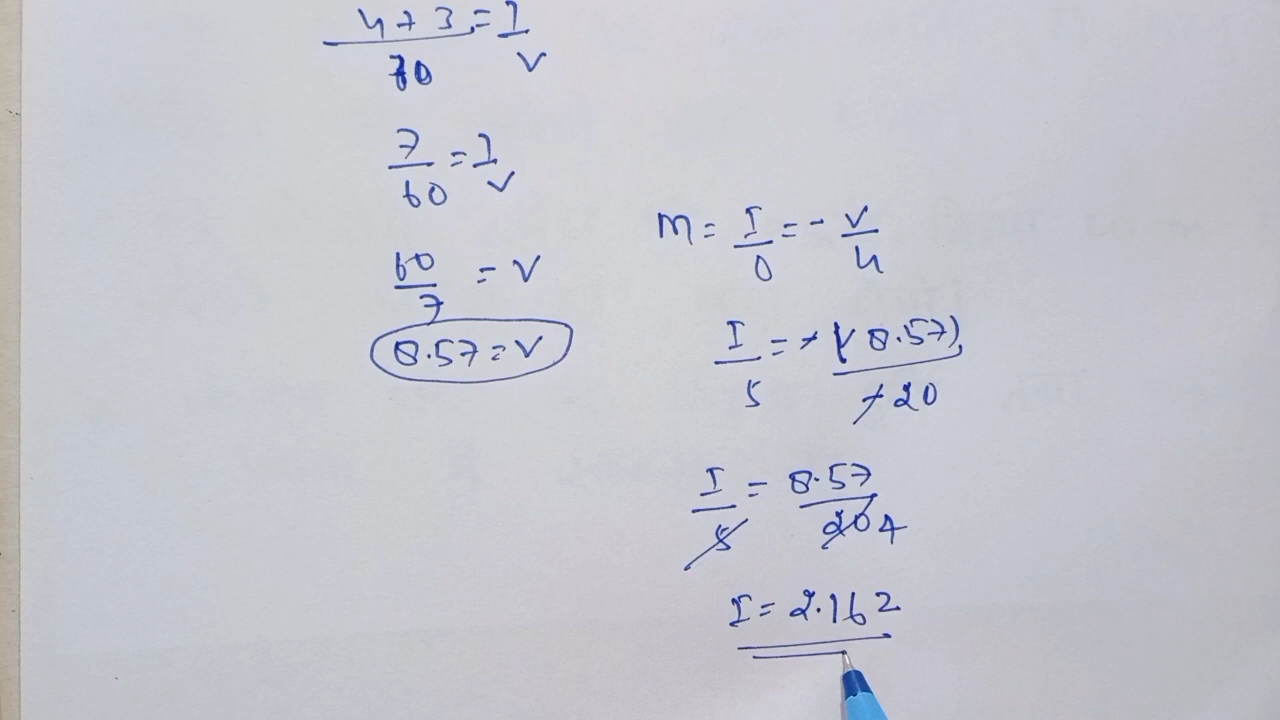 4+3 = 1
60 v
7 = 1
60 v
60 = v
7
8.57 = v
m = I = - v
0 u
I = - ( 8.57)
5 -20
I = 8.57
5 20 4
I = 2.162